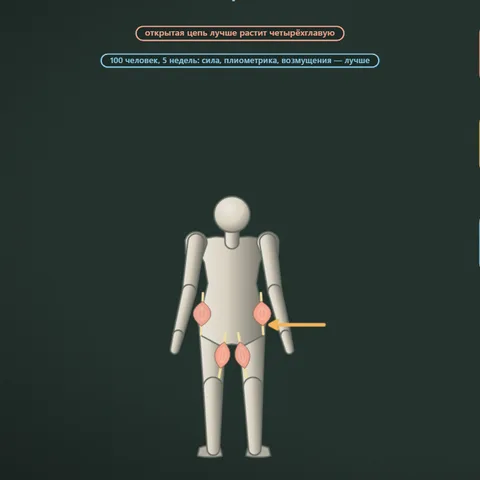 открытая цепь лучше растит четырёхглавую
100 человек, 5 недель: сила, плиометрика, возмущения — лучше